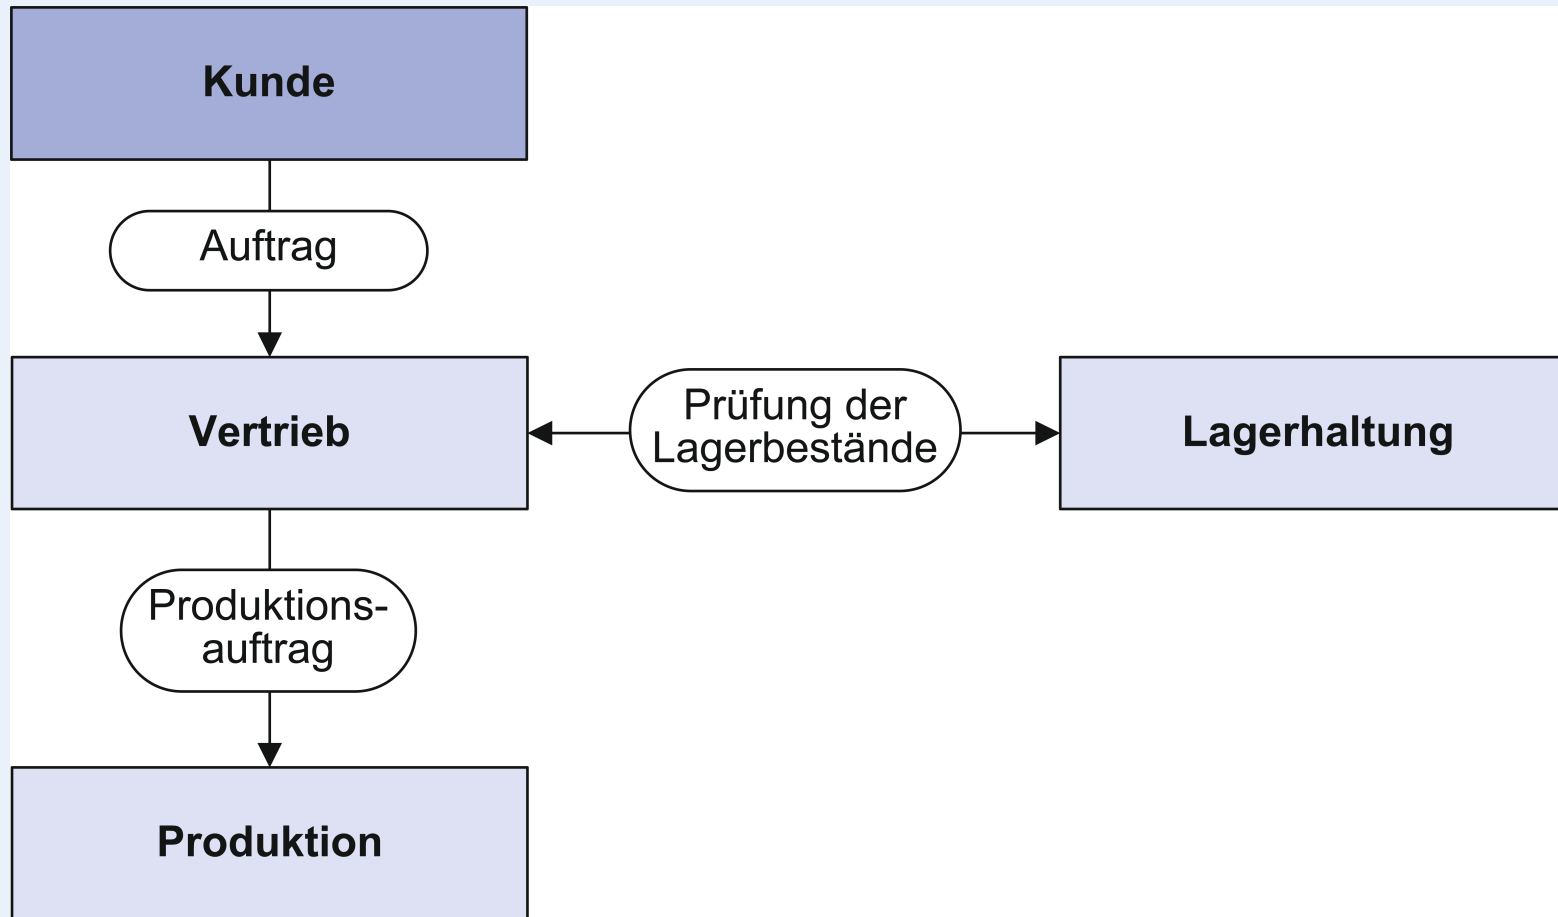 Kunde
Auftrag
Vertrieb
Prüfung der
Lagerbestände
Lagerhaltung
Produktions-
auftrag
Produktion